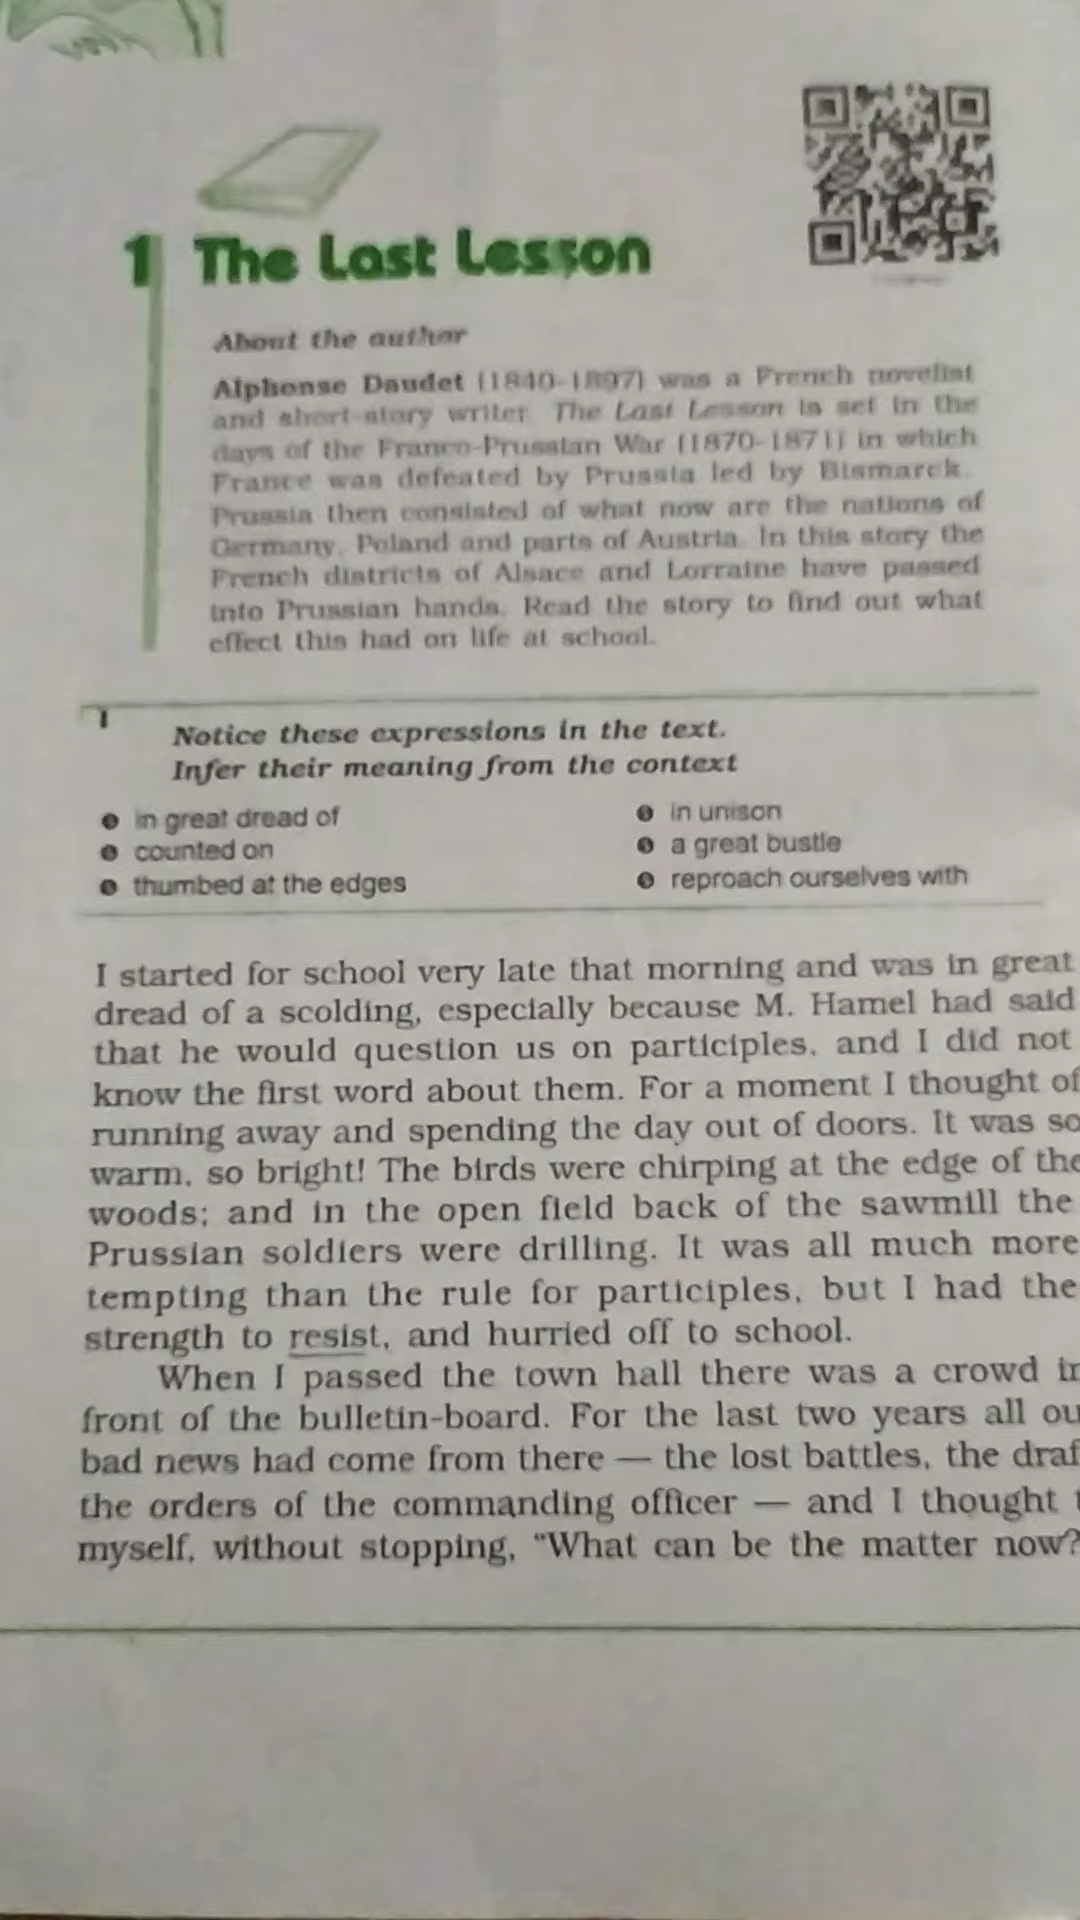 1 The Last Lesson
About the author
Alphonse Daudet (1840-1897) was a French novelist
and short-story writer. The Last Lesson is set in the
days of the Franco-Prussian War (1870-1871) in which
France was defeated by Prussia led by Bismarck.
Prussia then consisted of what now are the nations of
Germany, Poland and parts of Austria. In this story the
French districts of Alsace and Lorraine have passed
into Prussian hands. Read the story to find out what
effect this had on life at school.
Notice these expressions in the text.
Infer their meaning from the context
in great dread of
in unison
counted on
a great bustle
thumbed at the edges
reproach ourselves with
I started for school very late that morning and was in great
dread of a scolding, especially because M. Hamel had said
that he would question us on participles, and I did not
know the first word about them. For a moment I thought of
running away and spending the day out of doors. It was so
warm, so bright! The birds were chirping at the edge of the
woods; and in the open field back of the sawmill the
Prussian soldiers were drilling. It was all much more
tempting than the rule for participles, but I had the
strength to resist, and hurried off to school.
When I passed the town hall there was a crowd
front of the bulletin-board. For the last two years all
bad news had come from there — the lost battles, the
the orders of the commanding officer — and I thought
myself, without stopping, “What can be the matter now?